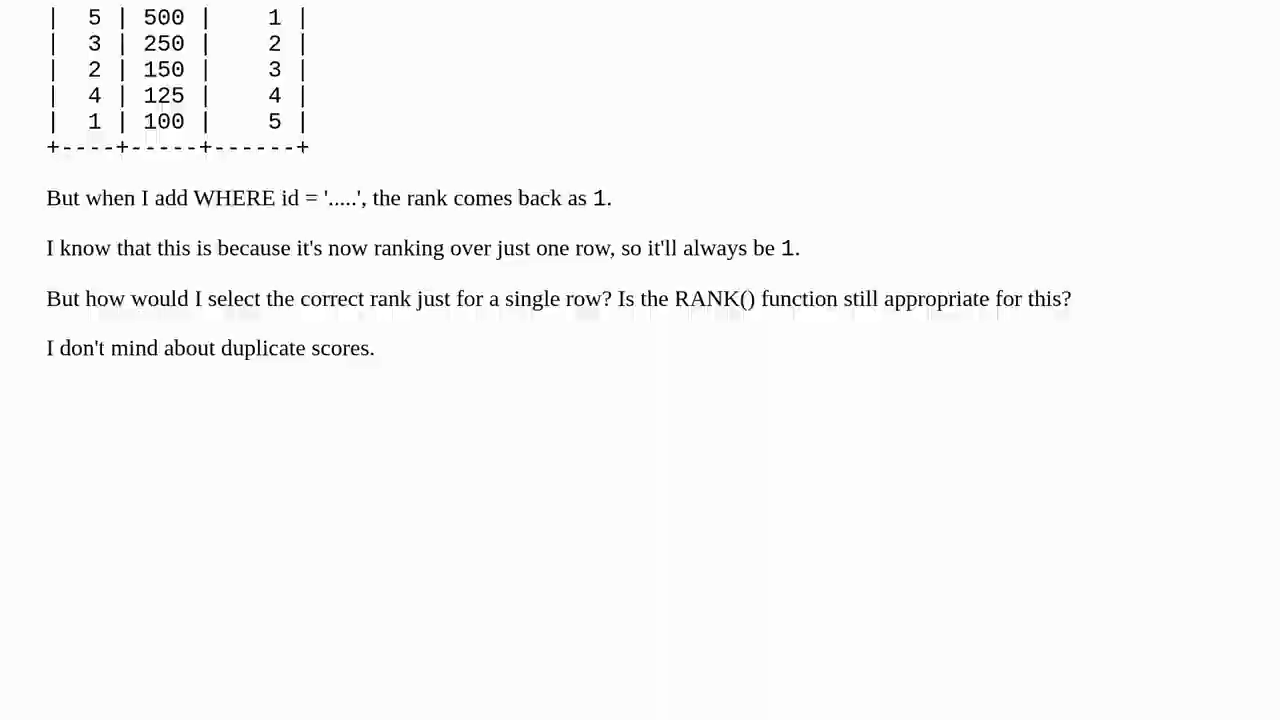 |  5 | 500 |    1 |
|  3 | 250 |    2 |
|  2 | 150 |    3 |
|  4 | 125 |    4 |
|  1 | 100 |    5 |
+----+-----+------+
But when I add WHERE id = '.....', the rank comes back as 1.
I know that this is because it's now ranking over just one row, so it'll always be 1.
But how would I select the correct rank just for a single row? Is the RANK() function still appropriate for this?
I don't mind about duplicate scores.